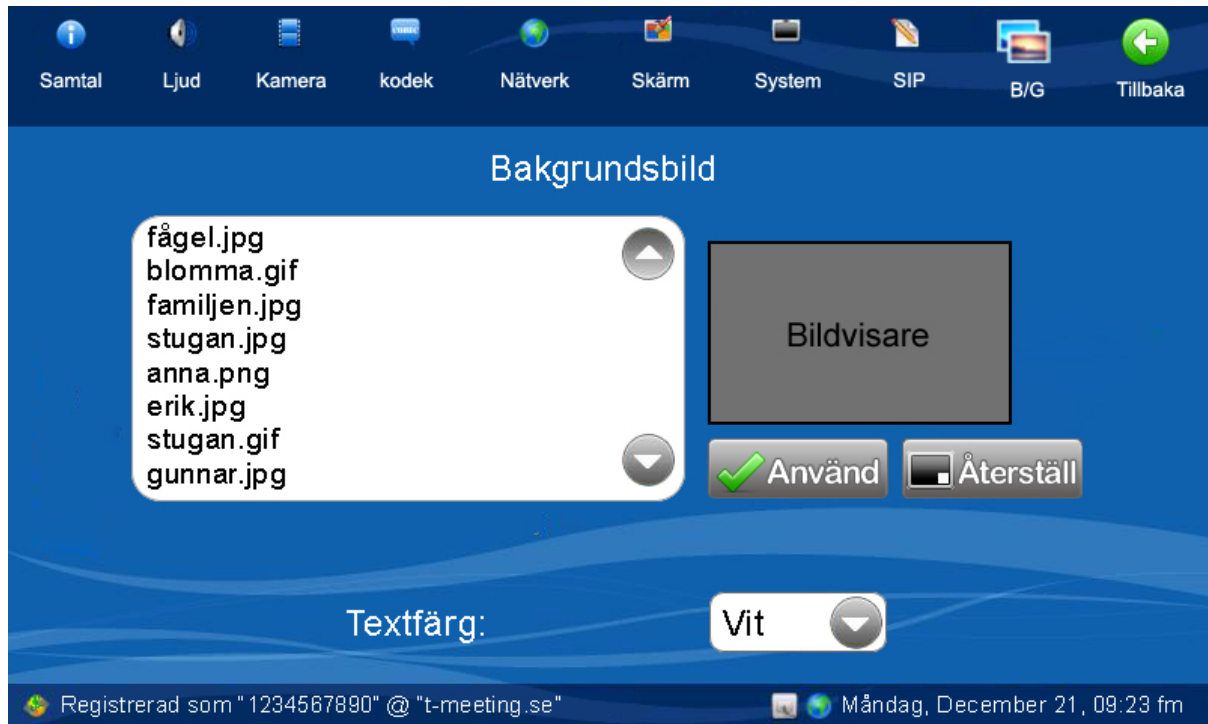 Samtal Ljud Kamera kodek Nätverk Skärm System SIP B/G Tillbaka
Bakgrundsbild
fågel.jpg
blomma.gif
familjen.jpg
stugan.jpg
anna.png
erik.jpg
stugan.gif
gunnar.jpg
Bildvisare
Använd Återställ
Textfärg: Vit
Registrerad som "1234567890" @ "t-meeting.se" Måndag, December 21, 09:23 fm